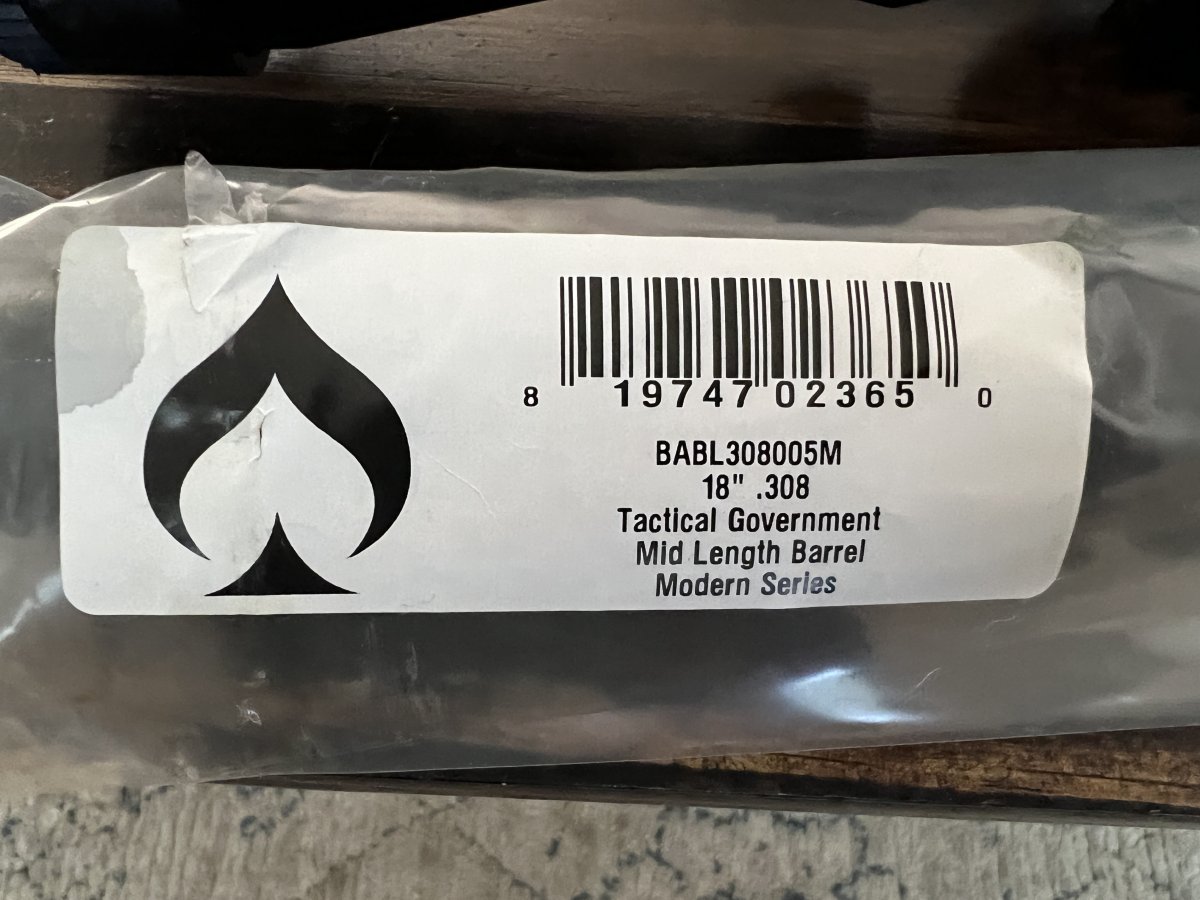 8 19747 02365 0
BABL308005M
18" .308
Tactical Government
Mid Length Barrel
Modern Series